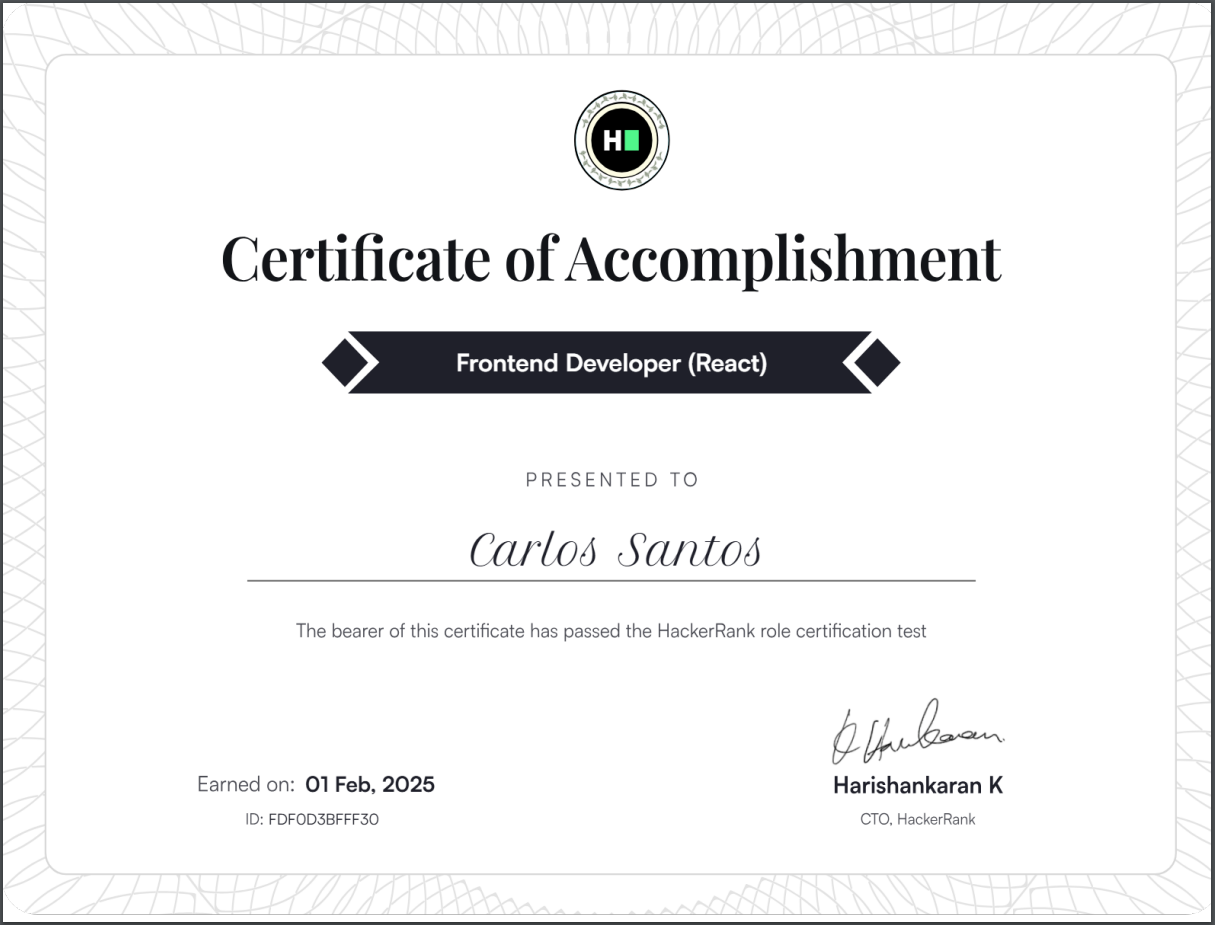 H
Certificate of Accomplishment
Frontend Developer (React)
PRESENTED TO
Carlos Santos
The bearer of this certificate has passed the HackerRank role certification test
Earned on: 01 Feb, 2025
ID: FDF0D3BFFF30
Harishankaran K
CTO, HackerRank